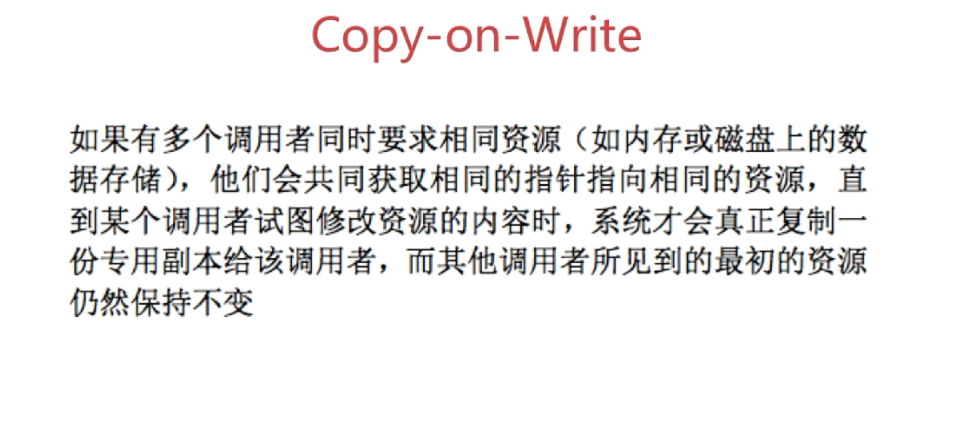 Copy-on-Write
如果有多个调用者同时要求相同资源（如内存或磁盘上的数
据存储），他们会共同获取相同的指针指向相同的资源，直
到某个调用者试图修改资源的内容时，系统才会真正复制一
份专用副本给该调用者，而其他调用者所见到的最初的资源
仍然保持不变